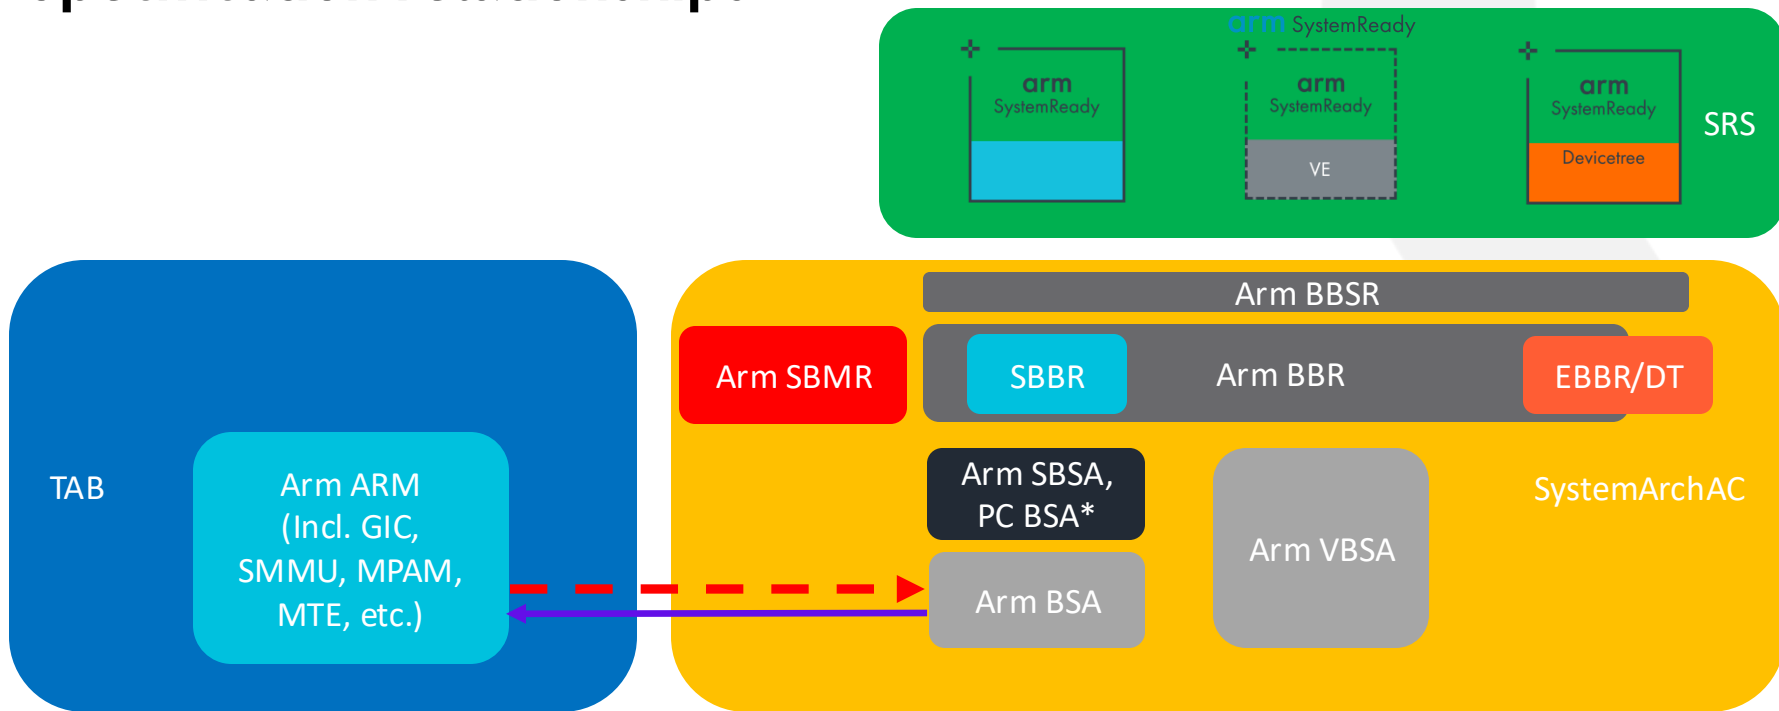 arm SystemReady
arm
SystemReady
arm
SystemReady
VE
arm
SystemReady
Devicetree
SRS
TAB
Arm ARM
(Incl. GIC,
SMMU, MPAM,
MTE, etc.)
Arm BBSR
Arm SBMR
SBBR
Arm BBR
EBBR/DT
Arm SBSA,
PC BSA*
Arm BSA
Arm VBSA
SystemArchAC